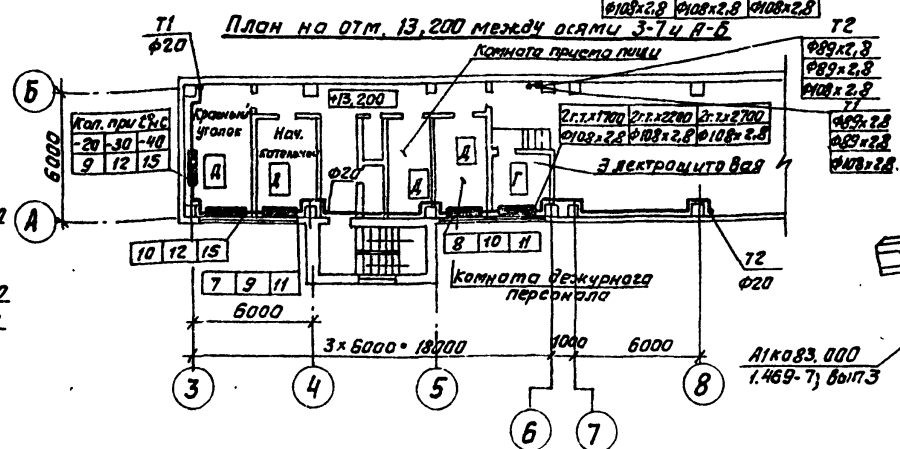 ф108х2,8 ф108х2,8 ф108х2,8
План на отм. 13,200 между осями 3-7 и А-Б
Т1
ф20
Комната приема пищи
Т2
ф89х2,8
ф89х2,8
ф108х2,8
Т1
ф89х2,8
ф89х2,8
ф108х2,8.
Б
6000
А
Кол. при t°нС
-20 -30 -40
9 12 15
Красный
уголок
Нач.
котельной
+13,200
2г.т.х1700 2г.т.х2200 2г.т.х2700
ф108х2,8 ф108х2,8 ф108х2,8
Электрощитовая
Д
Д
Д
Д
Г
ф20
10 12 15
7 9 11
8 10 11
Комната дежурного
персонала
Т2
ф20
6000
3х6000=18000
1000
6000
А1к083.000
1.469-7; вып 3
3
4
5
6
7
8